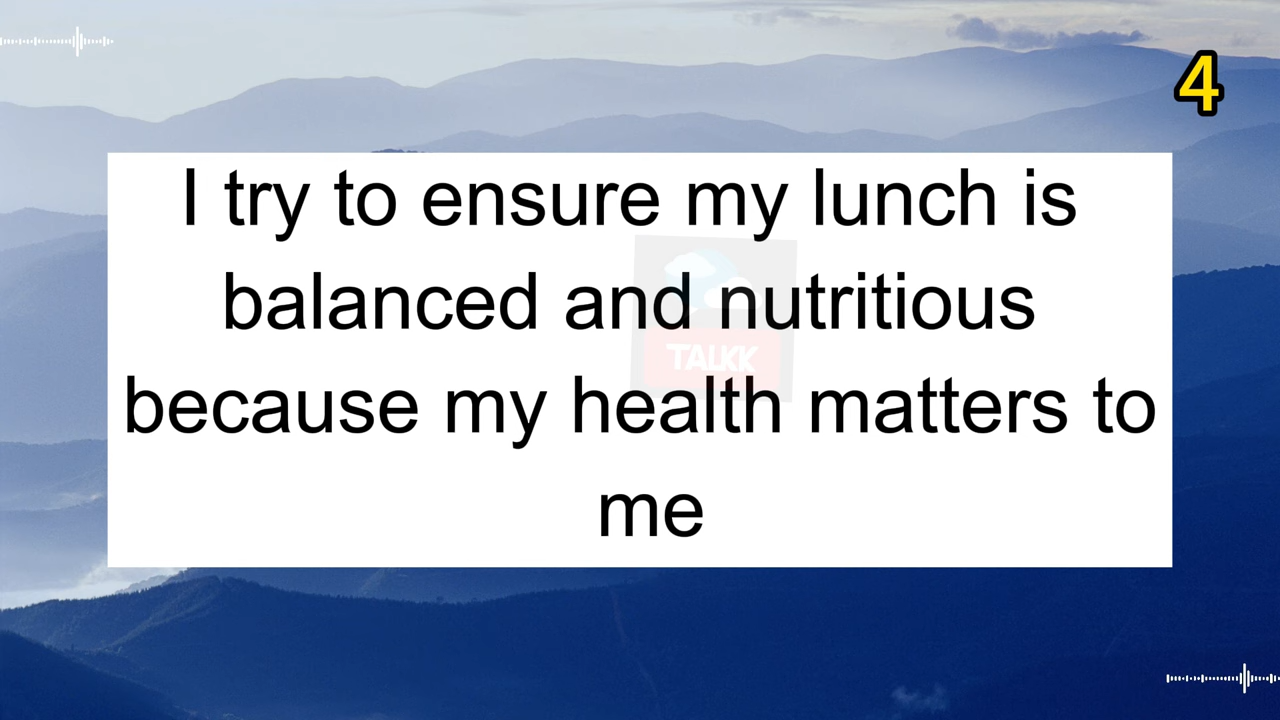 4
I try to ensure my lunch is
balanced and nutritious
because my health matters to
me
TALKK